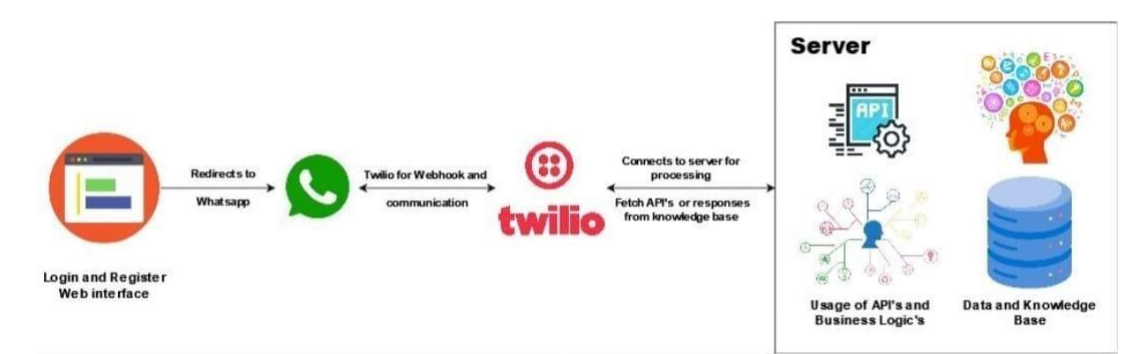 Server
API
Redirects to
Whatsapp
Twilio for Webhook and
communication
twilio
Connects to server for
processing
Fetch API's or responses
from knowledge base
Login and Register
Web interface
Usage of API's and
Business Logic's
Data and Knowledge
Base